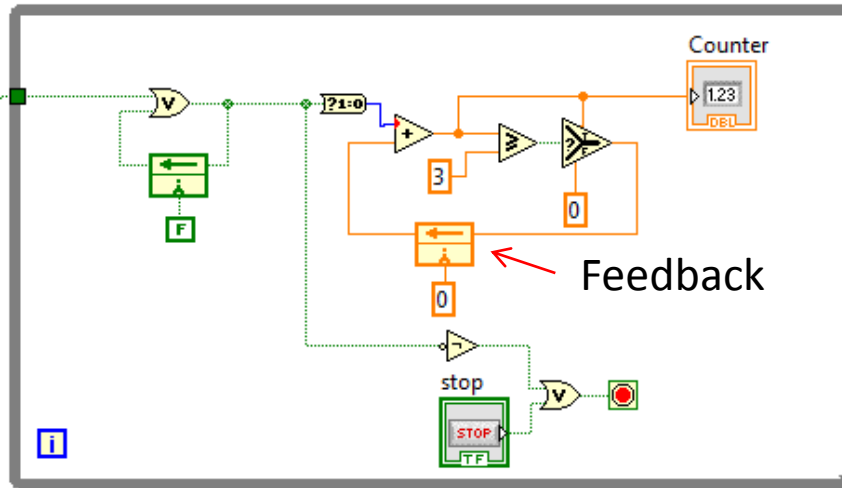 Counter
1.23
DBL
V
?1:0
+
≥
?
F
3
0
F
Feedback
0
¬
stop
V
STOP
TF
i